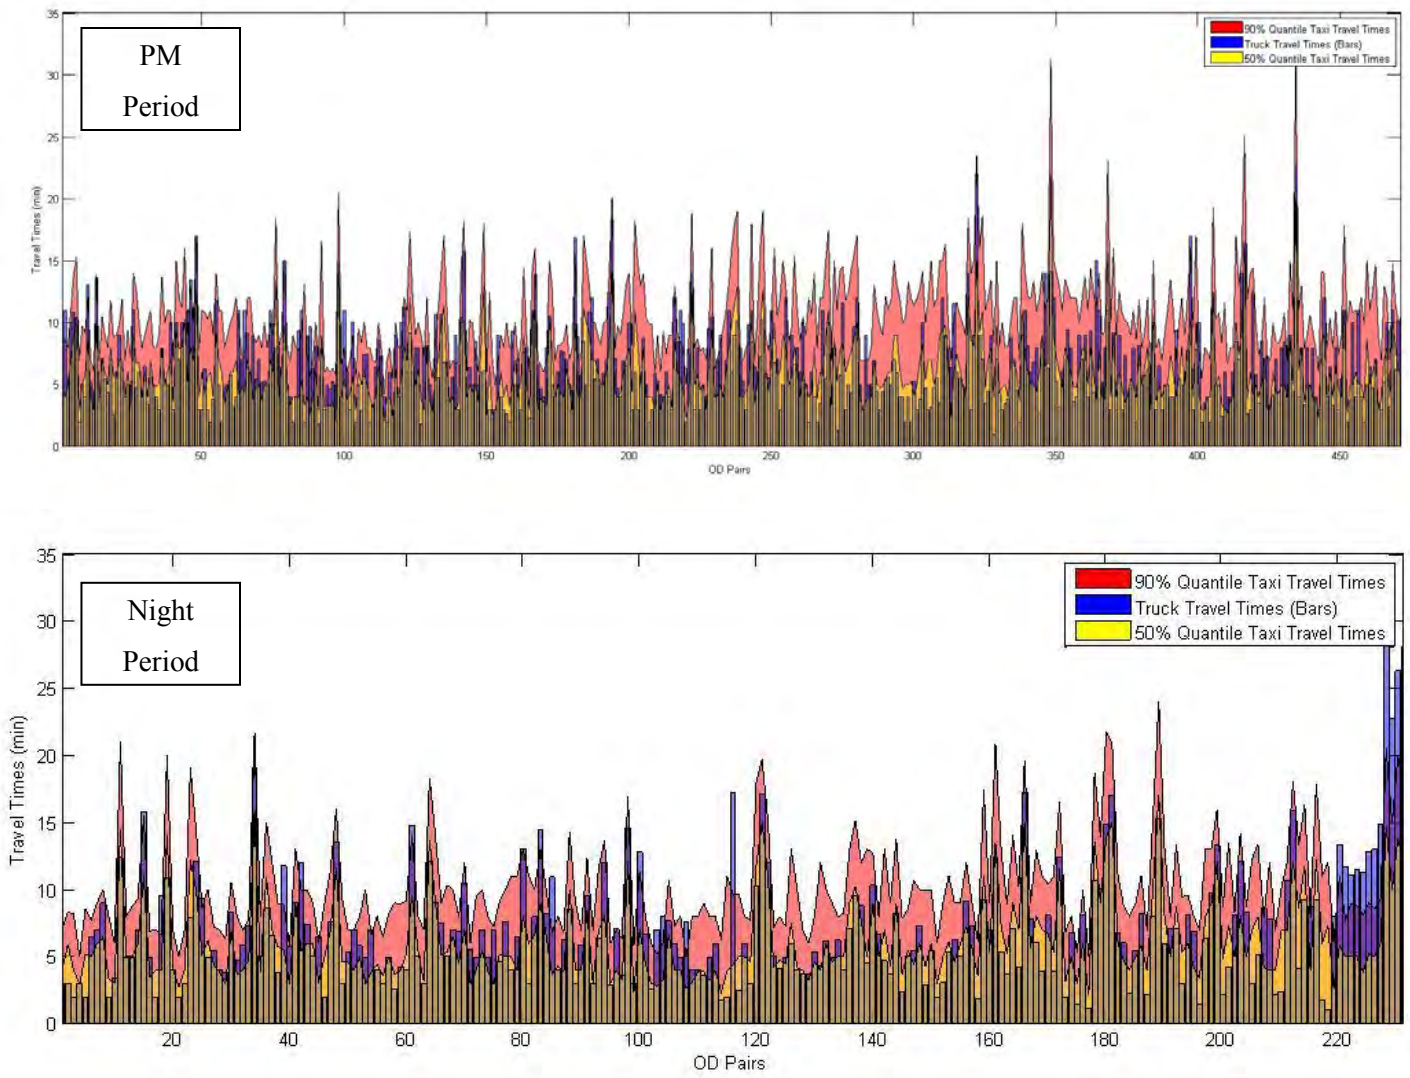 35
PM
Period
90% Quantile Taxi Travel Times
Truck Travel Times (Bars)
50% Quantile Taxi Travel Times
30
25
20
15
10
5
0
Travel Times (min)
50
100
150
200
250
300
350
400
450
OD Pairs
35
Night
Period
90% Quantile Taxi Travel Times
Truck Travel Times (Bars)
50% Quantile Taxi Travel Times
30
25
20
15
10
5
0
Travel Times (min)
20
40
60
80
100
120
140
160
180
200
220
OD Pairs